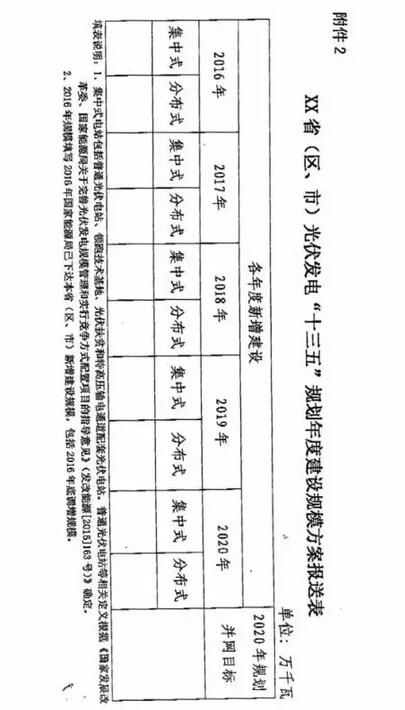 附件2
XX省（区、市）光伏发电“十三五”规划年度建设规模方案报送表
单位：万千瓦
各年度新增建设 2020年规划并网目标
2016年 2017年 2018年 2019年 2020年
集中式 分布式 集中式 分布式 集中式 分布式 集中式 分布式 集中式 分布式
填表说明：1、集中式电站包括普通光伏电站、领跑技术基地、光伏扶贫和特高压输电通道配套光伏电站。普通光伏电站等相关定义根据《国家发展改
革委、国家能源局关于完善光伏发电规模管理和实行竞争方式配置项目的指导意见》（发改能源[2016]1163号）确定。
2、2016年规模填写2016年国家能源局已下达本省（区、市）新增建设规模，包括2016年底调增规模。